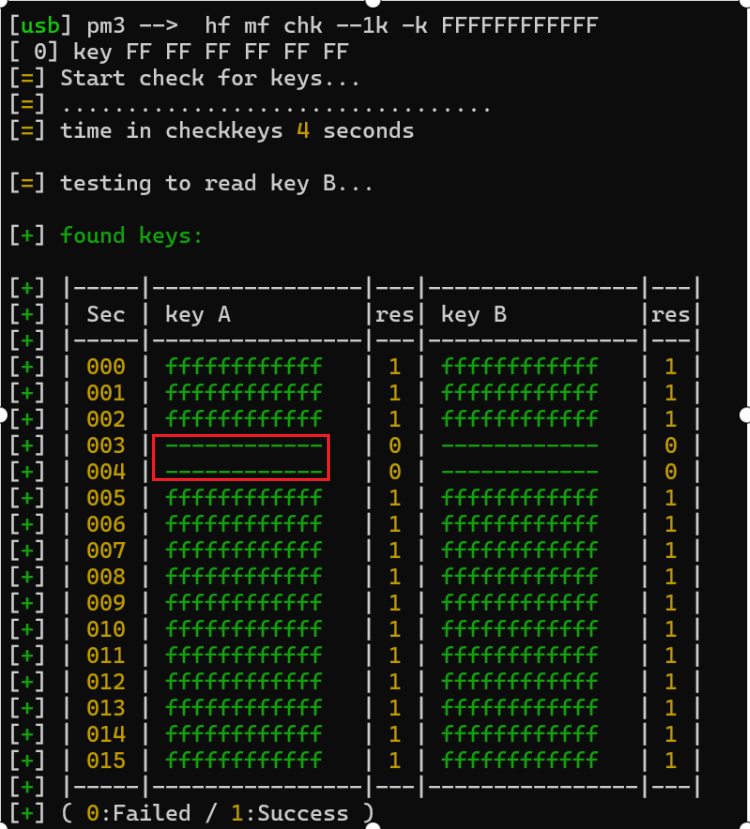 [usb] pm3 -->  hf mf chk --1k -k FFFFFFFFFFFF
[ 0] key FF FF FF FF FF FF
[=] Start check for keys...
[=] .................................
[=] time in checkkeys 4 seconds
[=] testing to read key B...
[+] found keys:
[+] |-----|----------------|---|----------------|---|
[+] | Sec | key A          |res| key B          |res|
[+] |-----|----------------|---|----------------|---|
[+] | 000 | ffffffffffff   | 1 | ffffffffffff   | 1 |
[+] | 001 | ffffffffffff   | 1 | ffffffffffff   | 1 |
[+] | 002 | ffffffffffff   | 1 | ffffffffffff   | 1 |
[+] | 003 | ------------   | 0 | ------------   | 0 |
[+] | 004 | ------------   | 0 | ------------   | 0 |
[+] | 005 | ffffffffffff   | 1 | ffffffffffff   | 1 |
[+] | 006 | ffffffffffff   | 1 | ffffffffffff   | 1 |
[+] | 007 | ffffffffffff   | 1 | ffffffffffff   | 1 |
[+] | 008 | ffffffffffff   | 1 | ffffffffffff   | 1 |
[+] | 009 | ffffffffffff   | 1 | ffffffffffff   | 1 |
[+] | 010 | ffffffffffff   | 1 | ffffffffffff   | 1 |
[+] | 011 | ffffffffffff   | 1 | ffffffffffff   | 1 |
[+] | 012 | ffffffffffff   | 1 | ffffffffffff   | 1 |
[+] | 013 | ffffffffffff   | 1 | ffffffffffff   | 1 |
[+] | 014 | ffffffffffff   | 1 | ffffffffffff   | 1 |
[+] | 015 | ffffffffffff   | 1 | ffffffffffff   | 1 |
[+] |-----|----------------|---|----------------|---|
[+] ( 0:Failed / 1:Success )